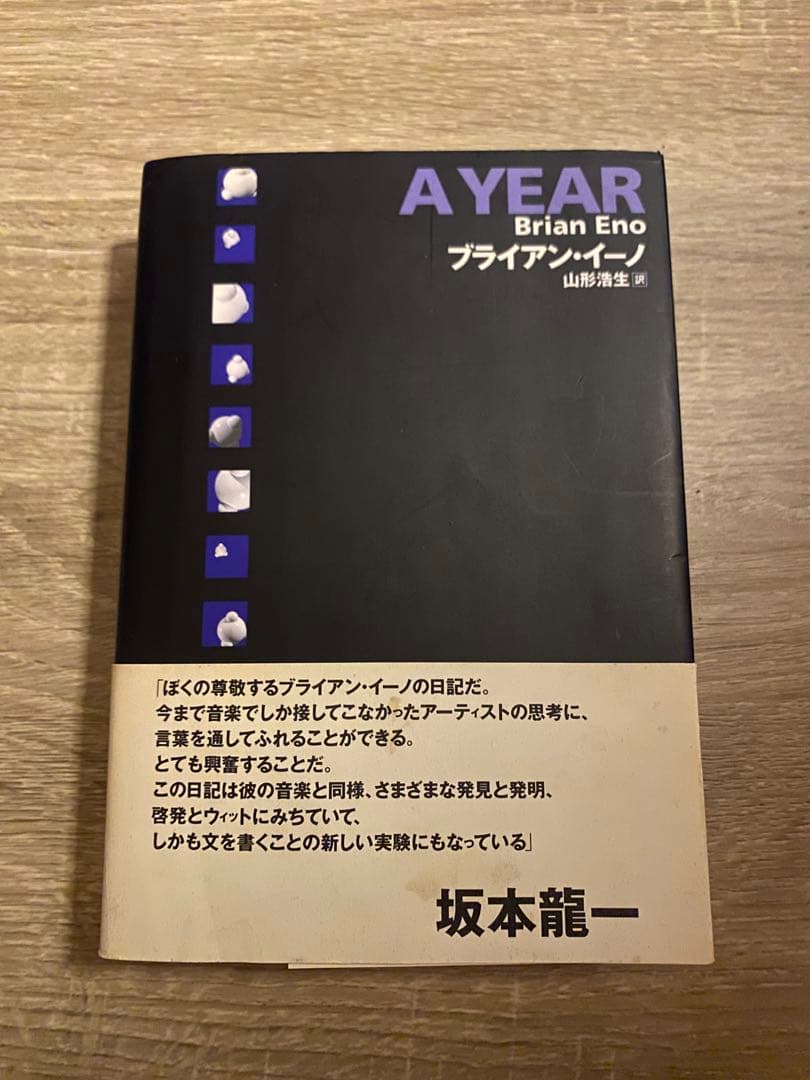 A YEAR
Brian Eno
ブライアン・イーノ
山形浩生 訳
「ぼくの尊敬するブライアン・イーノの日記だ。
今まで音楽でしか接してこなかったアーティストの思考に、
言葉を通してふれることができる。
とても興奮することだ。
この日記は彼の音楽と同様、さまざまな発見と発明、
啓発とウィットにみちていて、
しかも文を書くことの新しい実験にもなっている」
坂本龍一